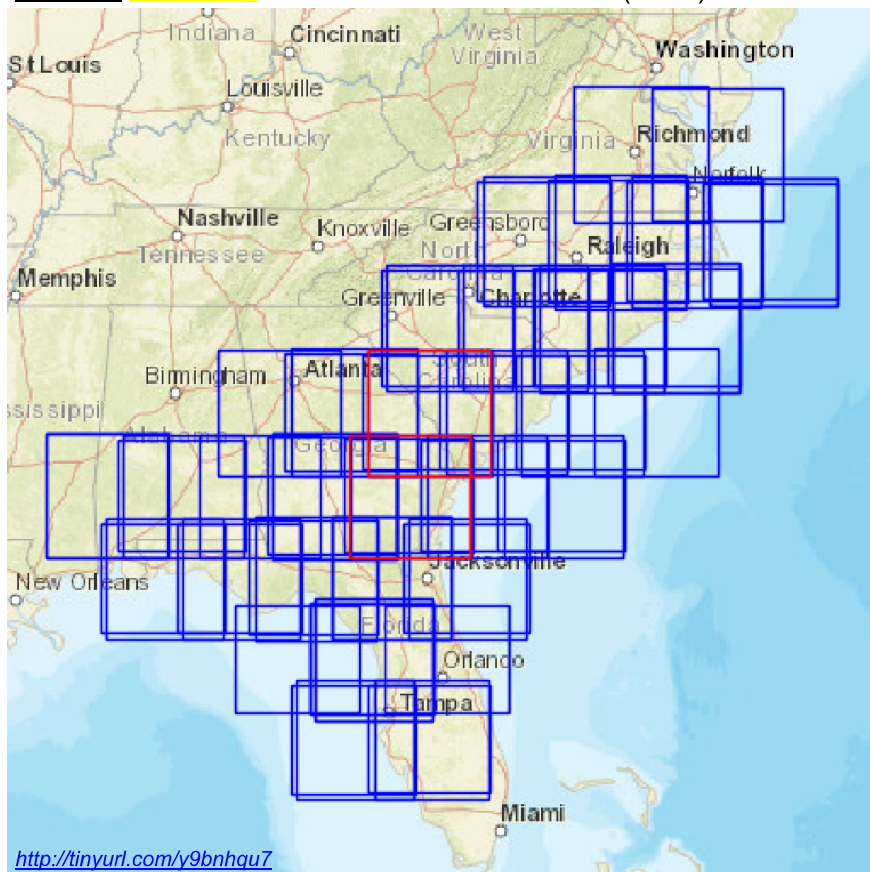 Indiana
Cincinnati
West
Virginia
Washington
St Louis
Louisville
Kentucky
Virginia
Richmond
Norfolk
Nashville
Knoxville
Greensboro
Tennessee
North
Carolina
Raleigh
Memphis
Greenville
Charlotte
Birmingham
Atlanta
South
Carolina
ssissippi
Alabama
Georgia
Jacksonville
New Orleans
Florida
Orlando
Tampa
Miami
http://tinyurl.com/y9bnhqu7